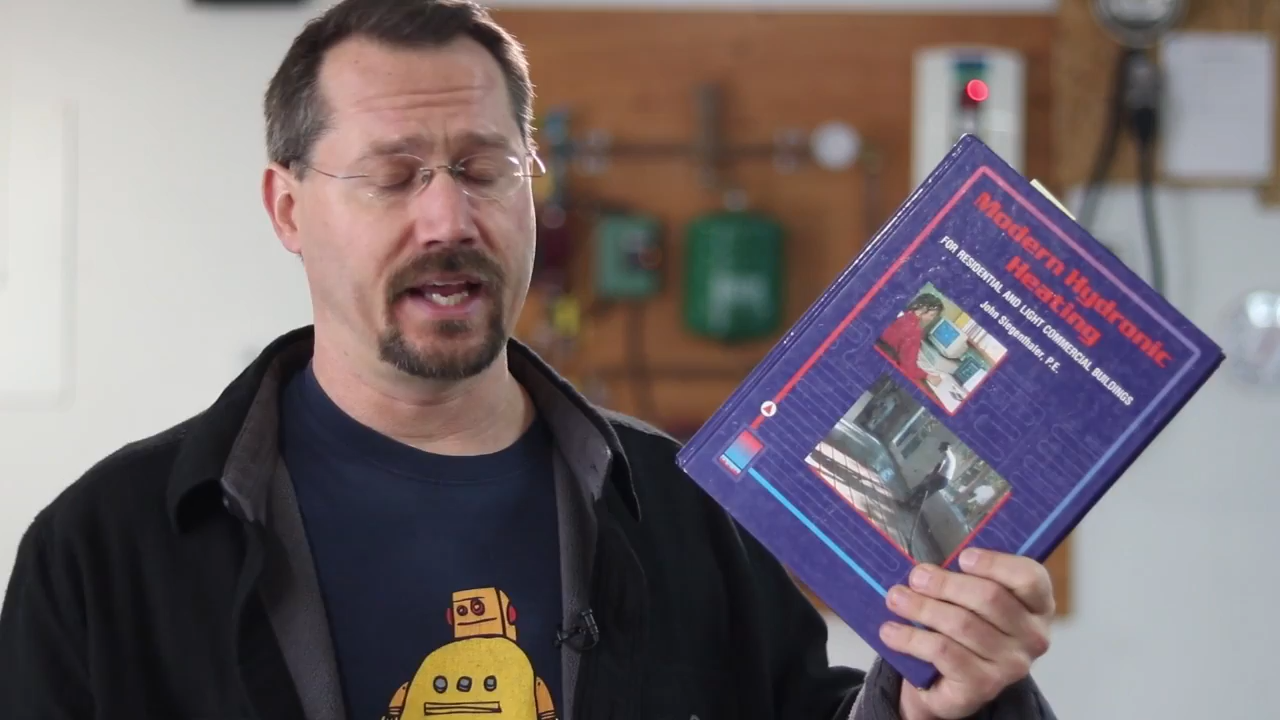 Modern Hydronic
Heating
FOR RESIDENTIAL AND LIGHT COMMERCIAL BUILDINGS
John Siegenthaler, P.E.